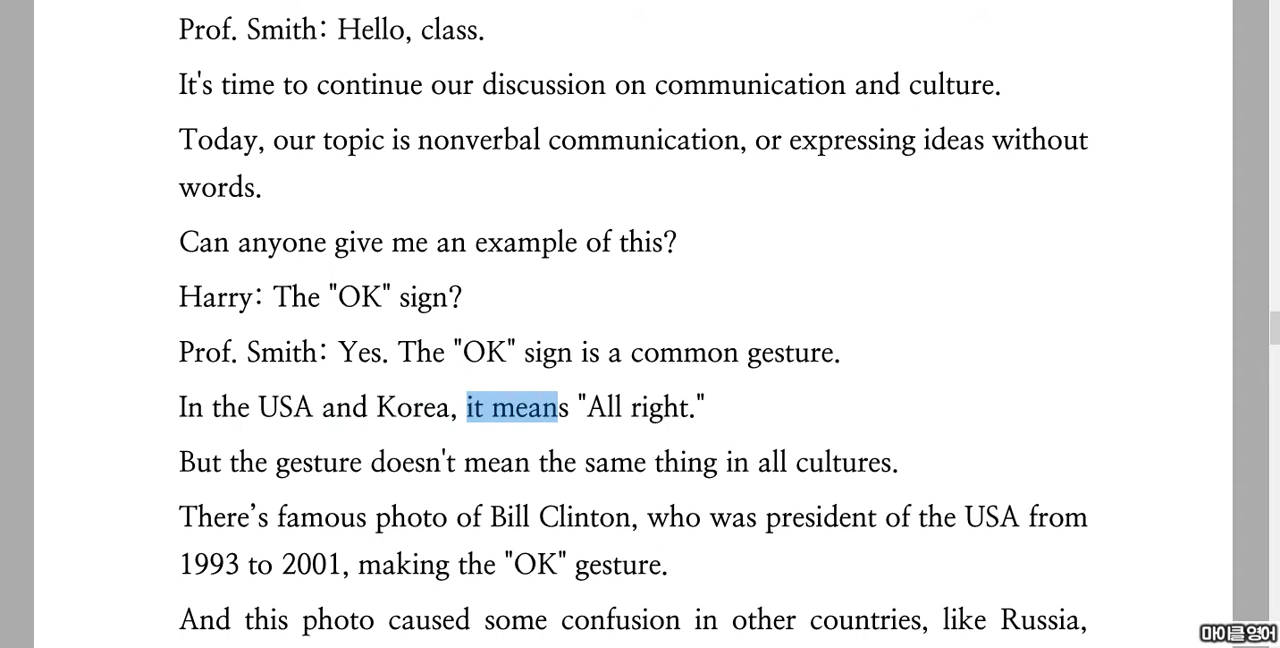 Prof. Smith: Hello, class.
It's time to continue our discussion on communication and culture.
Today, our topic is nonverbal communication, or expressing ideas without
words.
Can anyone give me an example of this?
Harry: The "OK" sign?
Prof. Smith: Yes. The "OK" sign is a common gesture.
In the USA and Korea, it means "All right."
But the gesture doesn't mean the same thing in all cultures.
There’s famous photo of Bill Clinton, who was president of the USA from
1993 to 2001, making the "OK" gesture.
And this photo caused some confusion in other countries, like Russia,
마이클영어